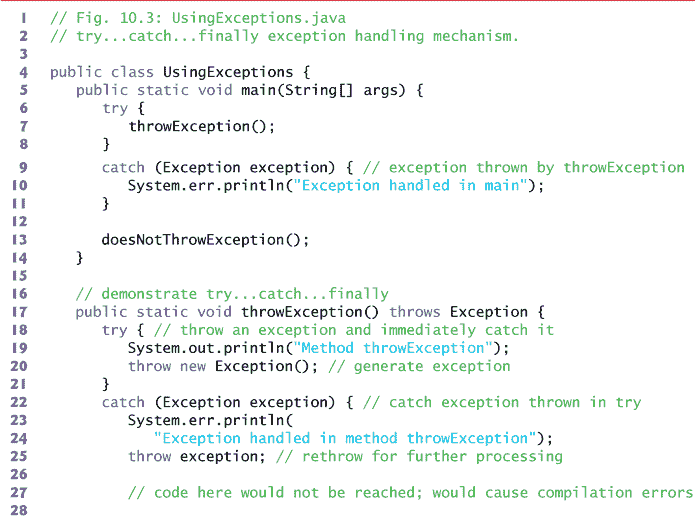 1 // Fig. 10.3: UsingExceptions.java
2 // try...catch...finally exception handling mechanism.
3
4 public class UsingExceptions {
5 public static void main(String[] args) {
6 try {
7 throwException();
8 }
9 catch (Exception exception) { // exception thrown by throwException
10 System.err.println("Exception handled in main");
11 }
12
13 doesNotThrowException();
14 }
15
16 // demonstrate try...catch...finally
17 public static void throwException() throws Exception {
18 try { // throw an exception and immediately catch it
19 System.out.println("Method throwException");
20 throw new Exception(); // generate exception
21 }
22 catch (Exception exception) { // catch exception thrown in try
23 System.err.println(
24 "Exception handled in method throwException");
25 throw exception; // rethrow for further processing
26
27 // code here would not be reached; would cause compilation errors
28